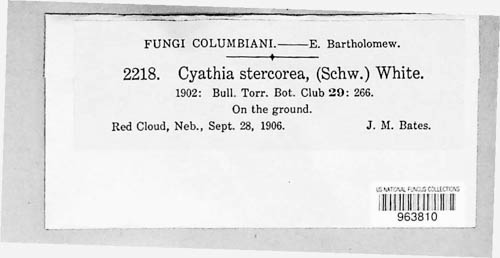 FUNGI COLUMBIANI.——E. Bartholomew.
2218. Cyathia stercorea, (Schw.) White.
1902: Bull. Torr. Bot. Club 29: 266.
On the ground.
Red Cloud, Neb., Sept. 28, 1906. J. M. Bates.
US NATIONAL FUNGUS COLLECTIONS
963810